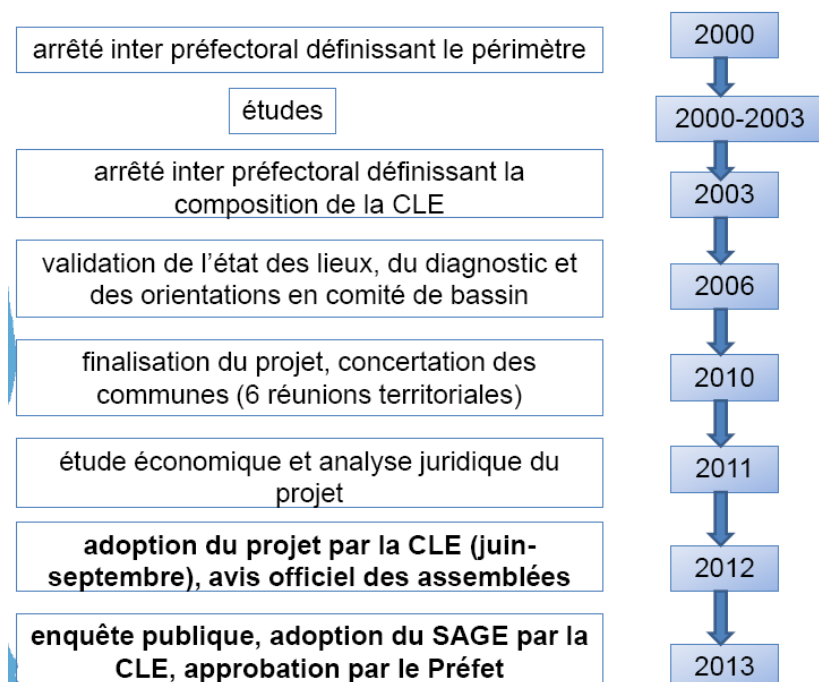 arrêté inter préfectoral définissant le périmètre
2000
études
2000-2003
arrêté inter préfectoral définissant la
composition de la CLE
2003
validation de l'état des lieux, du diagnostic et
des orientations en comité de bassin
2006
finalisation du projet, concertation des
communes (6 réunions territoriales)
2010
étude économique et analyse juridique du
projet
2011
adoption du projet par la CLE (juin-
septembre), avis officiel des assemblées
2012
enquête publique, adoption du SAGE par la
CLE, approbation par le Préfet
2013